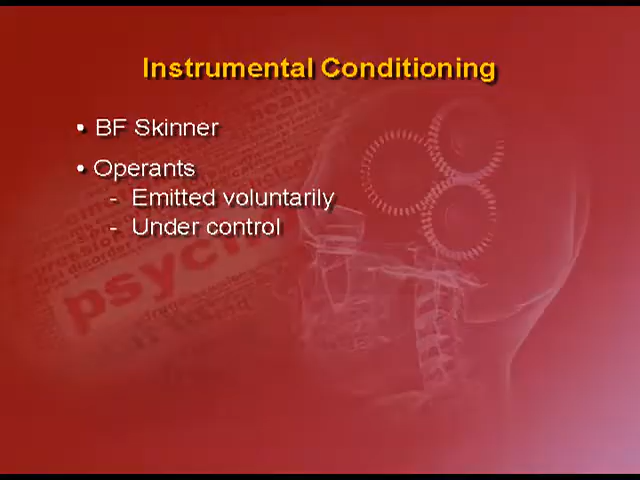 Instrumental Conditioning
• BF Skinner
• Operants
- Emitted voluntarily
- Under control